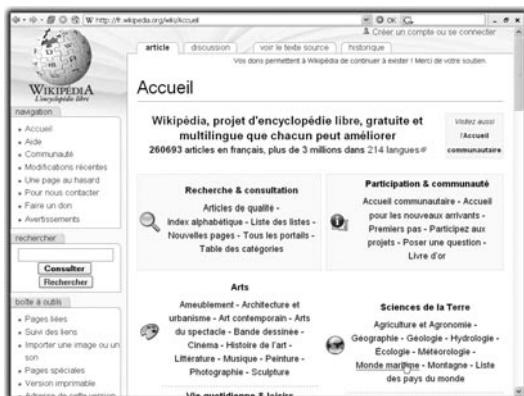 W http://fr.wikipedia.org/wiki/Accueil
OK
G
Créer un compte ou se connecter
article
discussion
voir le texte source
historique
Vos dons permettent à Wikipédia de continuer à exister ! Merci de votre soutien.
WIKIPÉDIA
L'encyclopédie libre
navigation
Accueil
Aide
Communauté
Modifications récentes
Une page au hasard
Pour nous contacter
Faire un don
Avertissements
rechercher
Consulter
Rechercher
boîte à outils
Pages liées
Suivi des liens
Importer une image ou un
son
Pages spéciales
Version imprimable
Adresse de cette version
Accueil
Wikipédia, projet d'encyclopédie libre, gratuite et
multilingue que chacun peut améliorer
260693 articles en français, plus de 3 millions dans 214 langues
Visitez aussi
l'Accueil
communautaire
Recherche & consultation
Articles de qualité -
Index alphabétique - Liste des listes -
Nouvelles pages - Tous les portails -
Table des catégories
Participation & communauté
Accueil communautaire - Accueil
pour les nouveaux arrivants -
Premiers pas - Participez aux
projets - Poser une question -
Livre d'or
Arts
Ameublement - Architecture et
urbanisme - Art contemporain - Arts
du spectacle - Bande dessinée -
Cinema - Histoire de l'art -
Littérature - Musique - Peinture -
Photographie - Sculpture
Sciences de la Terre
Agriculture et Agronomie -
Géographie - Géologie - Hydrologie -
Écologie - Météorologie -
Monde maritime - Montagne - Liste
des pays du monde
Vie quotidienne & loisirs